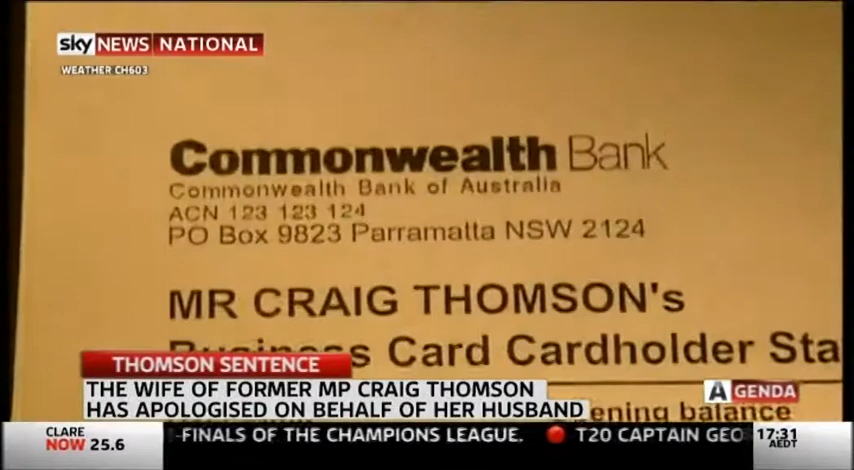 sky NEWS NATIONAL
WEATHER CH603
Commonwealth Bank
Commonwealth Bank of Australia
ACN 123 123 124
PO Box 9823 Parramatta NSW 2124
MR CRAIG THOMSON's
Business Card Cardholder Sta
THOMSON SENTENCE
THE WIFE OF FORMER MP CRAIG THOMSON
HAS APOLOGISED ON BEHALF OF HER HUSBAND
AGENDA
ening balance
CLARE
NOW 25.6
-FINALS OF THE CHAMPIONS LEAGUE. T20 CAPTAIN GEO
17:31
AEDT